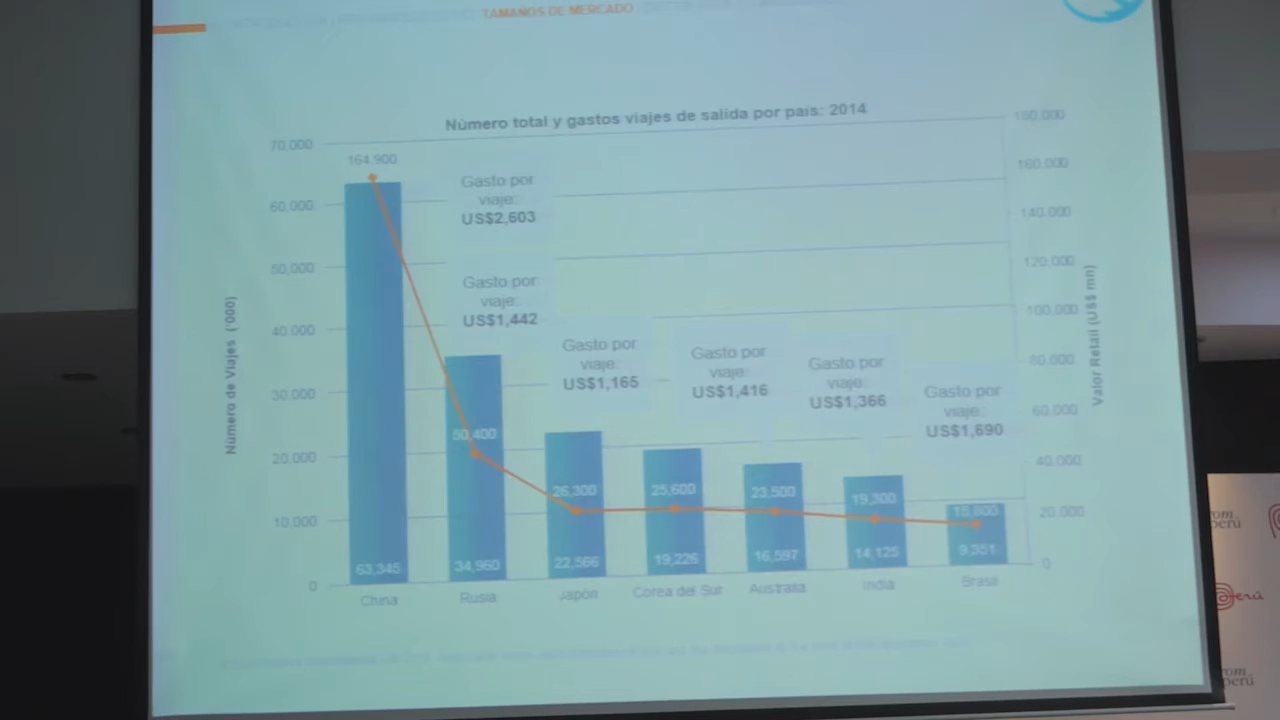 TAMAÑOS DE MERCADO
Número total y gastos viajes de salida por país: 2014
70,000
60,000
50,000
40,000
30,000
20,000
10,000
0
Número de Viajes ('000)
180,000
160,000
140,000
120,000
100,000
80,000
60,000
40,000
20,000
0
Valor Retail (US$ mn)
164,900
50,400
26,300
25,600
23,500
19,300
15,800
Gasto por
viaje:
US$2,603
Gasto por
viaje:
US$1,442
Gasto por
viaje:
US$1,165
Gasto por
viaje:
US$1,416
Gasto por
viaje:
US$1,366
Gasto por
viaje:
US$1,690
63,345
34,960
22,566
19,226
16,597
14,125
9,351
China
Rusia
Japón
Corea del Sur
Australia
India
Brasil
rom
perú
Perú
rom
perú